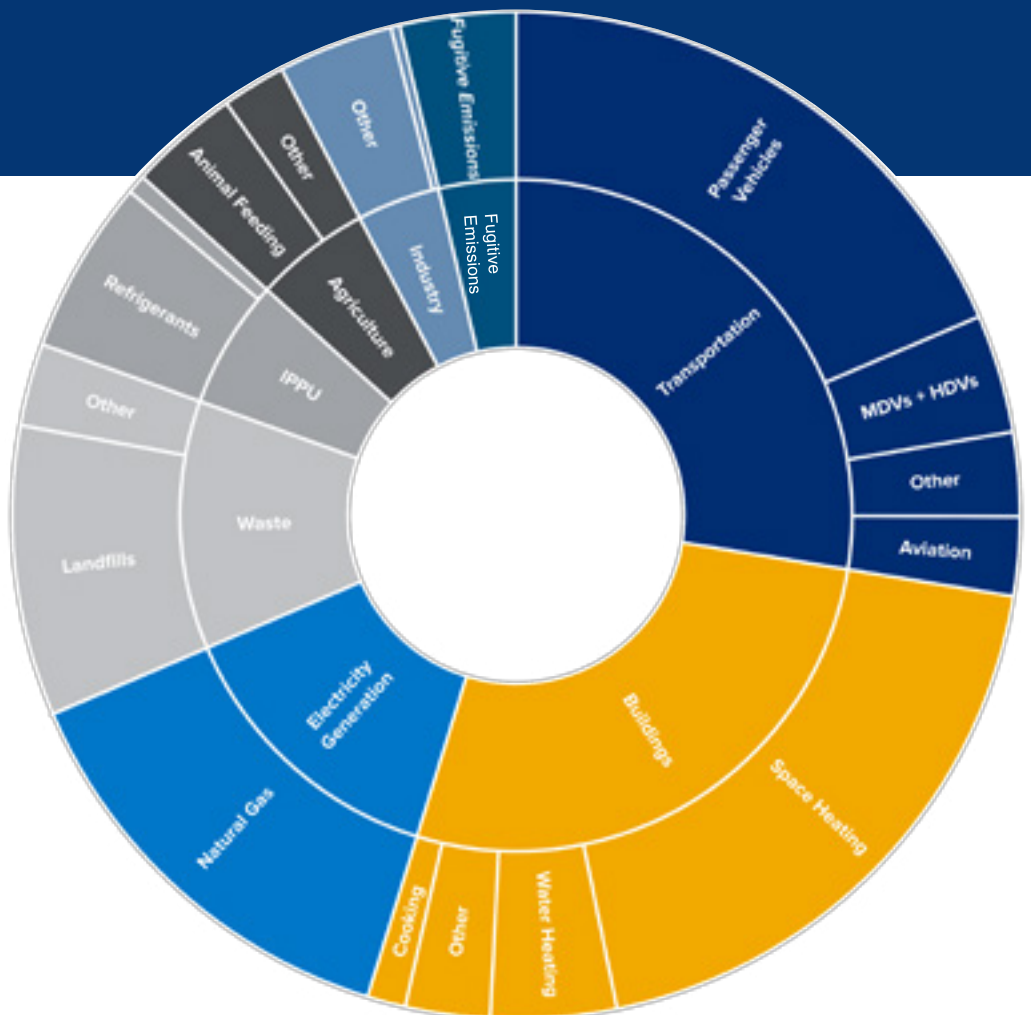 Fugitive Emissions
Passenger
Vehicles
Other
Other
Animal Feeding
Fugitive
Emissions
Industry
Agriculture
Refrigerants
Transportation
IPPU
MDVs + HDVs
Other
Other
Waste
Aviation
Landfills
Electricity
Generation
Buildings
Space Heating
Natural Gas
Cooking
Other
Water Heating